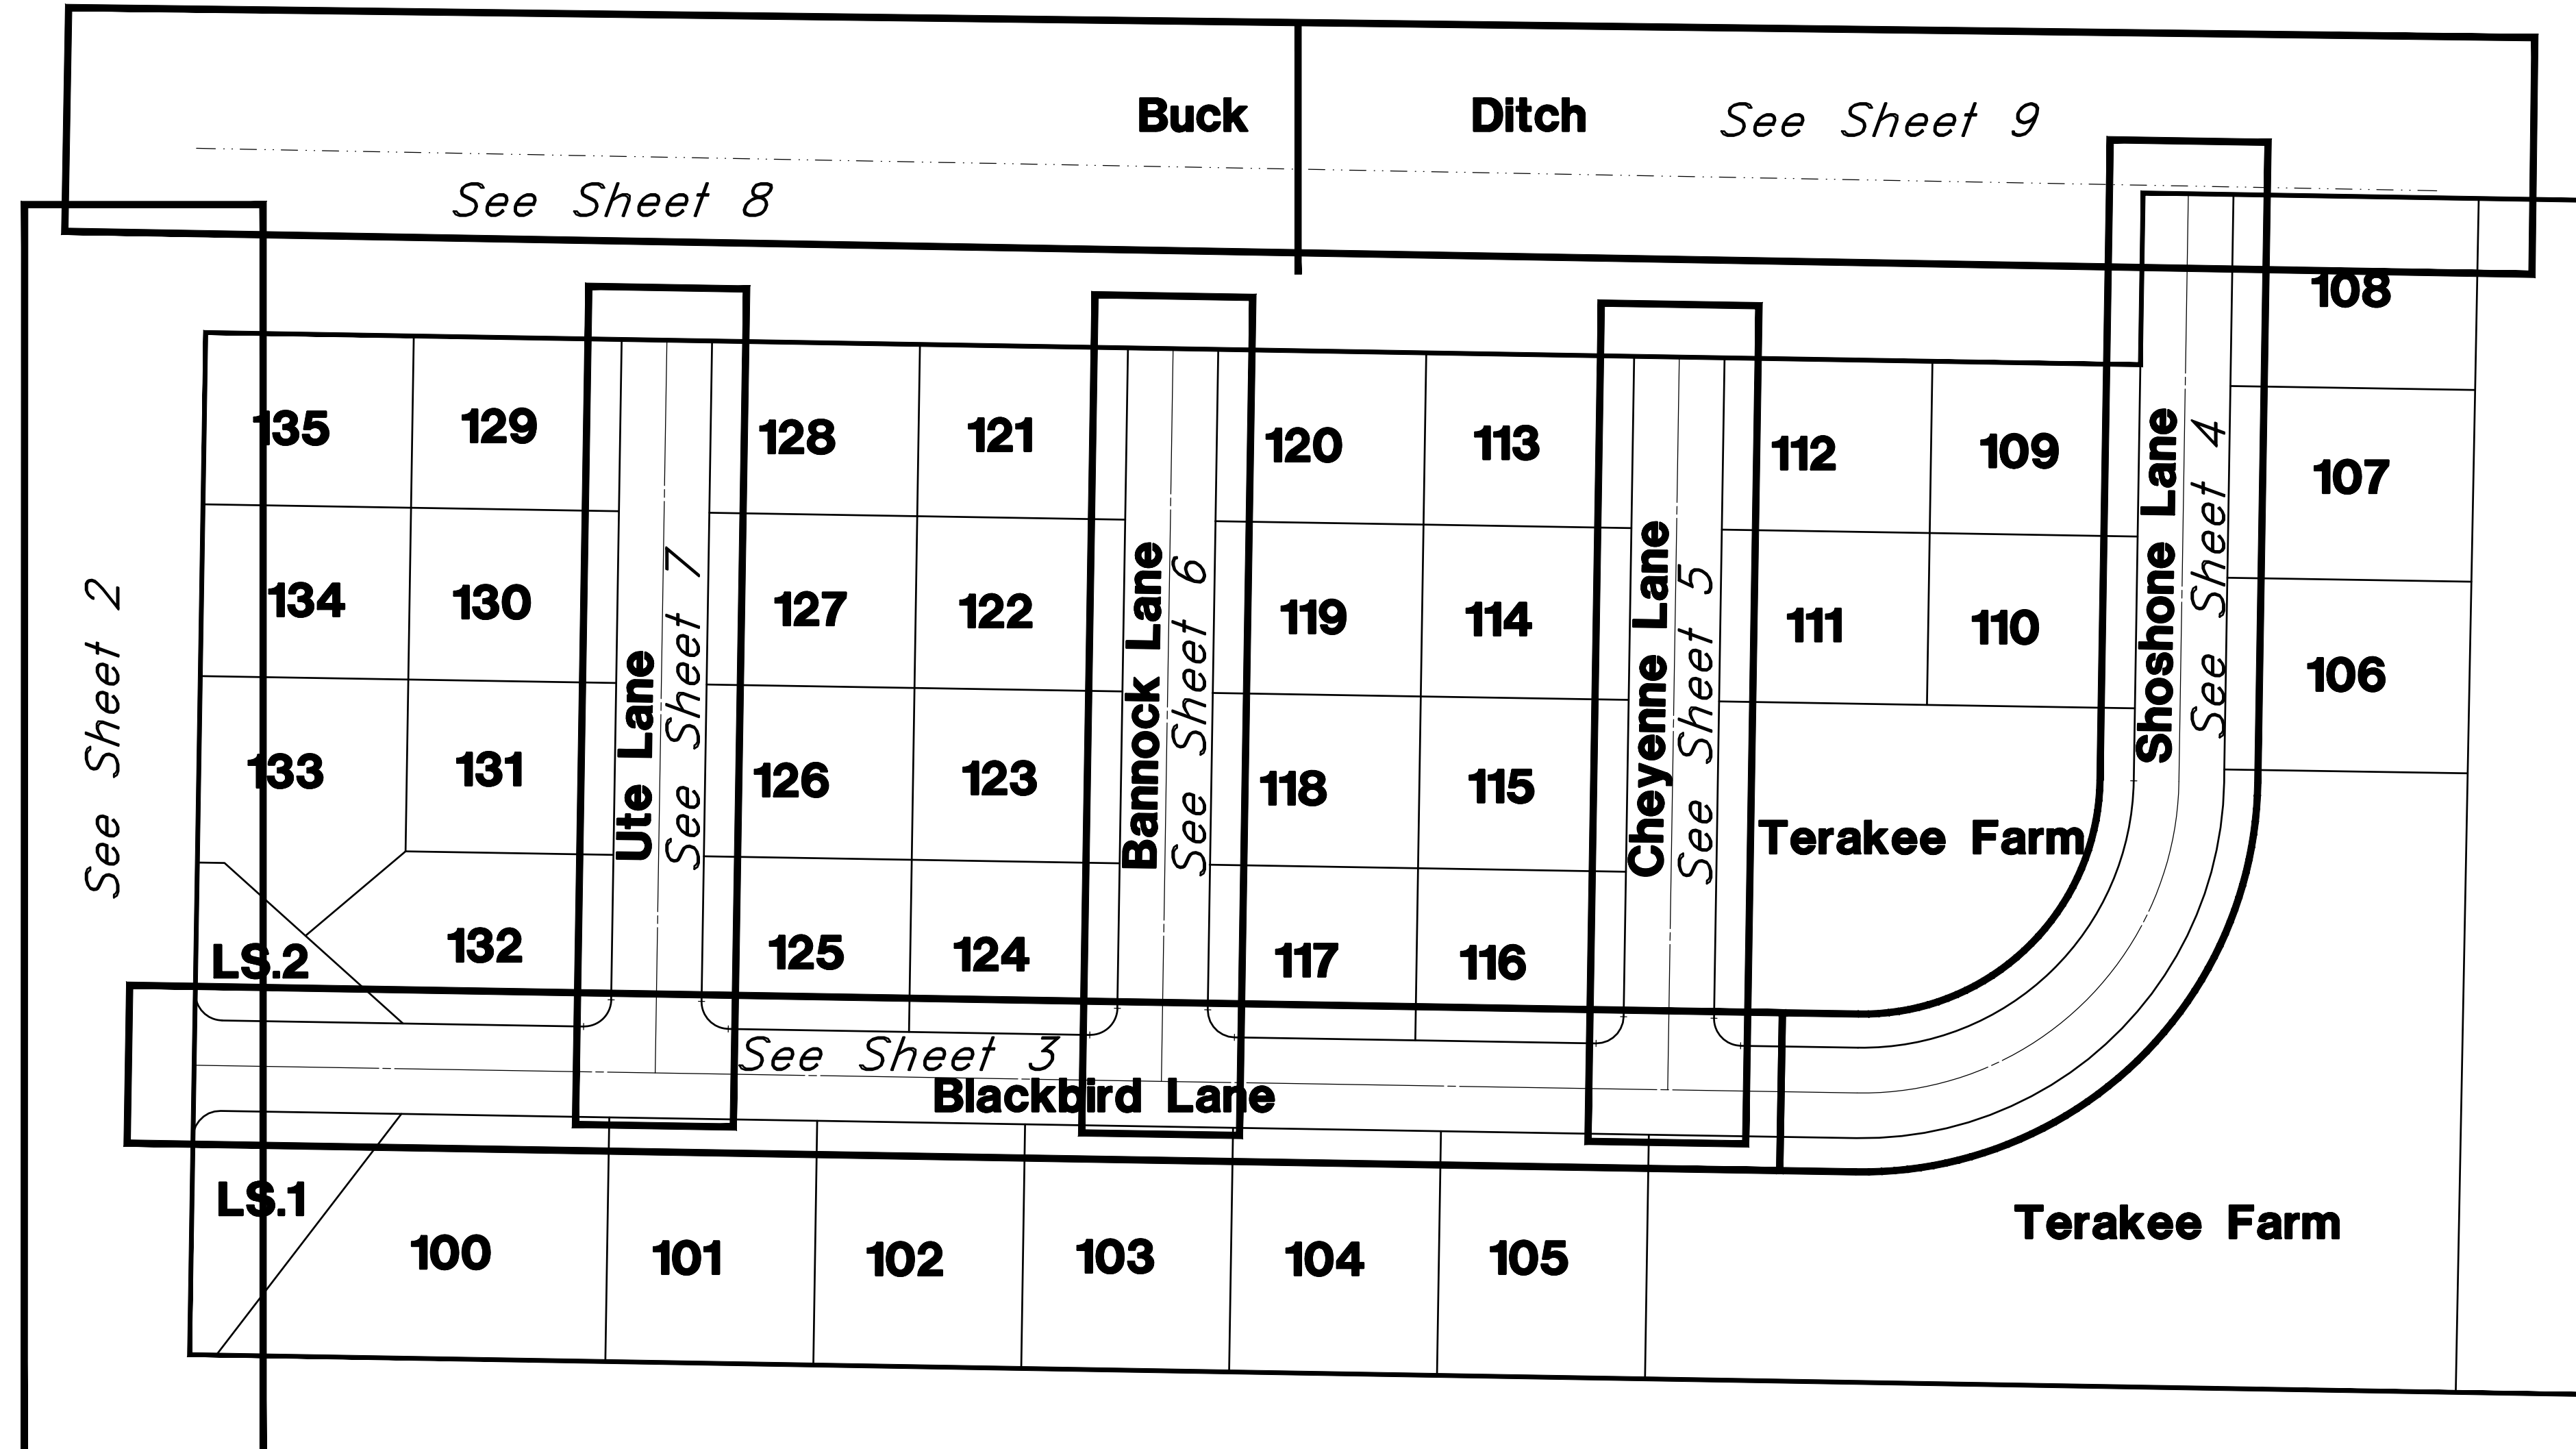 Buck Ditch See Sheet 9
See Sheet 8
108
135 129 128 121 120 113 112 109 107
134 130 127 122 119 114 111 110 106
See Sheet 2
Ute Lane
See Sheet 7
Bannock Lane
See Sheet 6
Cheyenne Lane
See Sheet 5
Shoshone Lane
See Sheet 4
133 131 126 123 118 115 Terakee Farm
LS.2 132 125 124 117 116
See Sheet 3
Blackbird Lane
LS.1 Terakee Farm
100 101 102 103 104 105